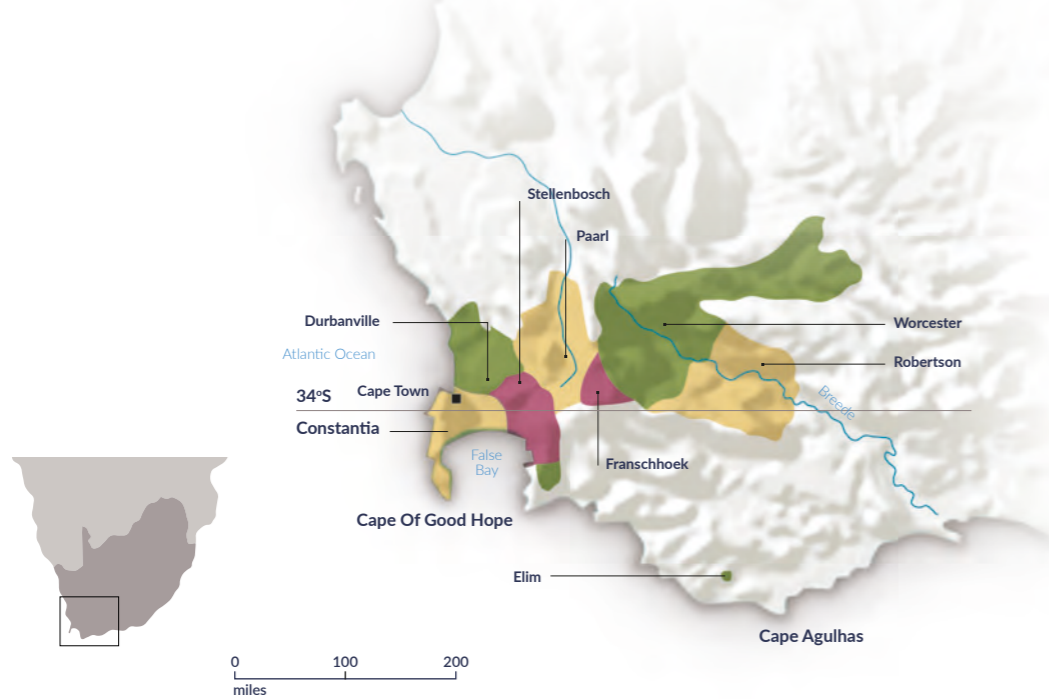 Stellenbosch
Paarl
Durbanville
Worcester
Atlantic Ocean
Robertson
34°S
Cape Town
Breede
Constantia
False
Bay
Franschhoek
Cape Of Good Hope
Elim
Cape Agulhas
0 100 200
miles